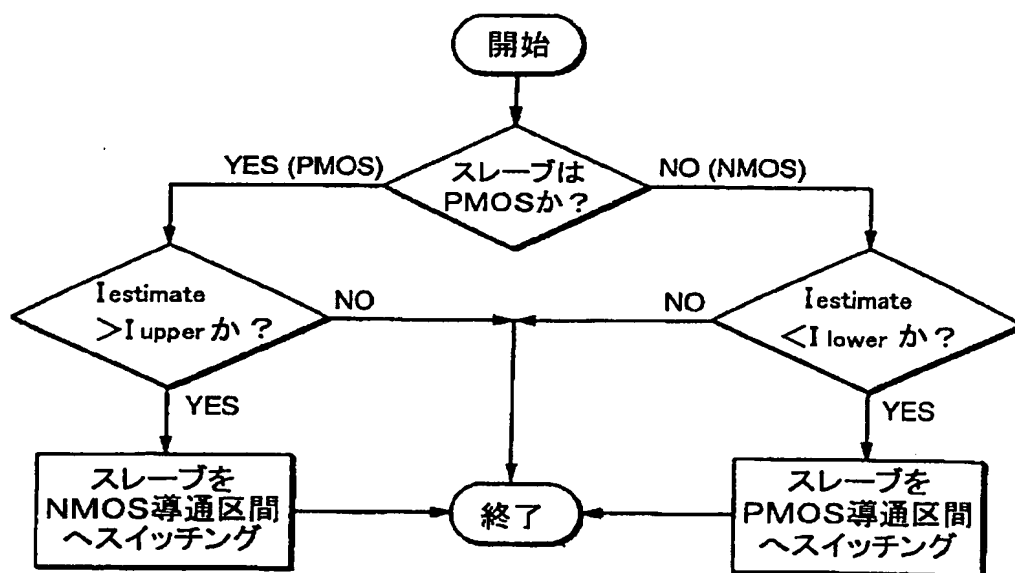 開始
スレーブは
PMOSか？
YES (PMOS)
NO (NMOS)
Iestimate
＞Iupperか？
NO
YES
Iestimate
＜Ilowerか？
NO
YES
スレーブを
NMOS導通区間
へスイッチング
終了
スレーブを
PMOS導通区間
へスイッチング